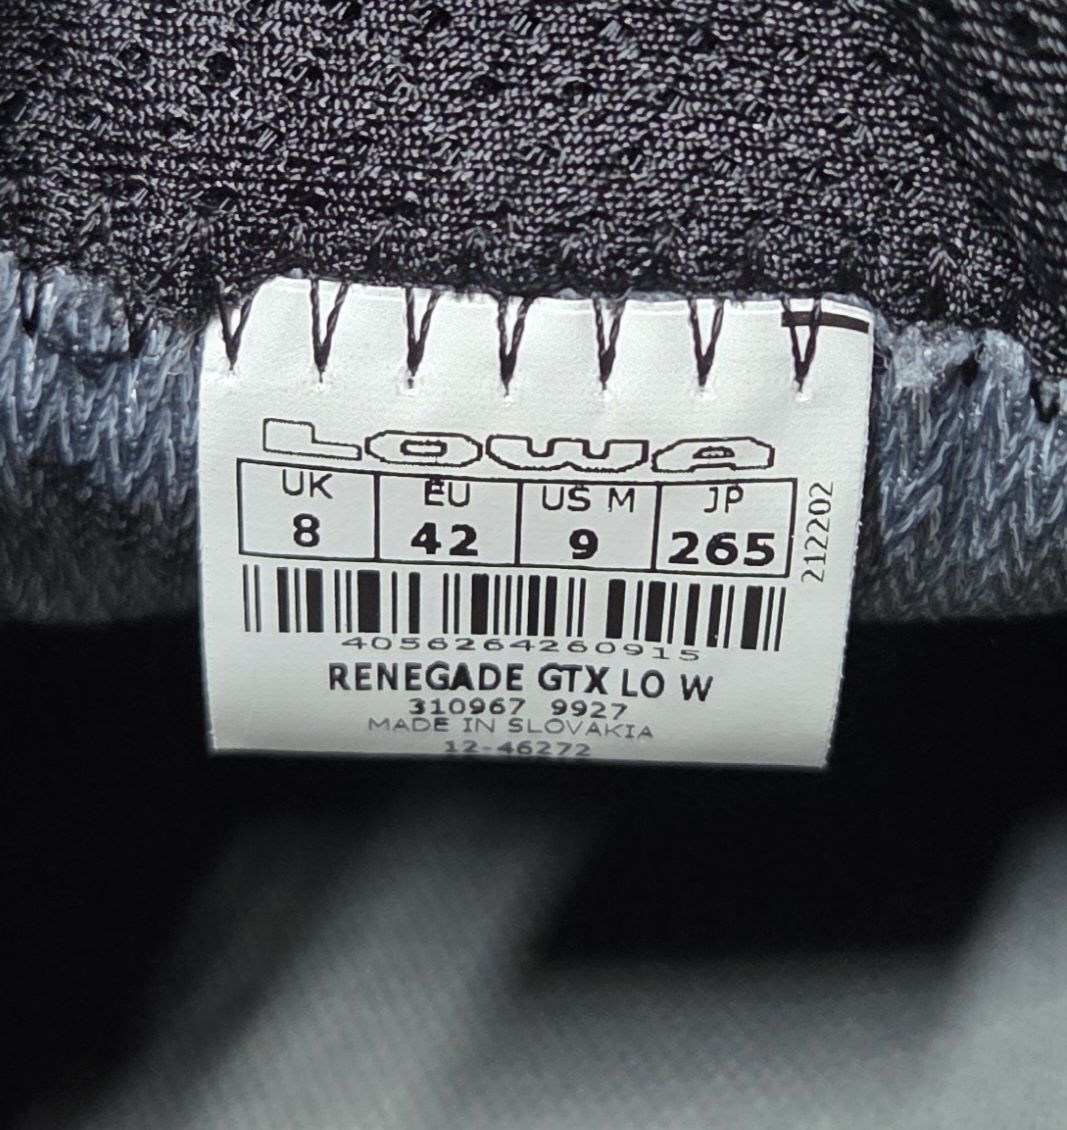 LOWA
UK EU US M JP
8 42 9 265
212202
4056264260915
RENEGADE GTX LO W
310967 9927
MADE IN SLOVAKIA
12-46272